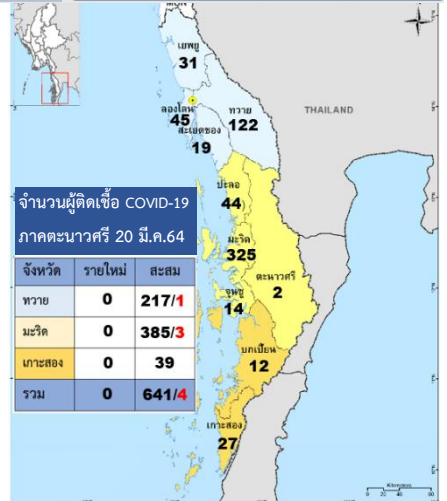 เยพยู
31
ลองโลน
45
ทวาย
122
สะเยดชอง
19
THAILAND
ปะลอ
44
มะริด
325
ตะนาวศรี
2
จุนซู
14
บกเปี้ยน
12
เกาะสอง
27
จำนวนผู้ติดเชื้อ COVID-19
ภาคตะนาวศรี 20 มี.ค.64
จังหวัด รายใหม่ สะสม
ทวาย 0 217/1
มะริด 0 385/3
เกาะสอง 0 39
รวม 0 641/4
Kilometers